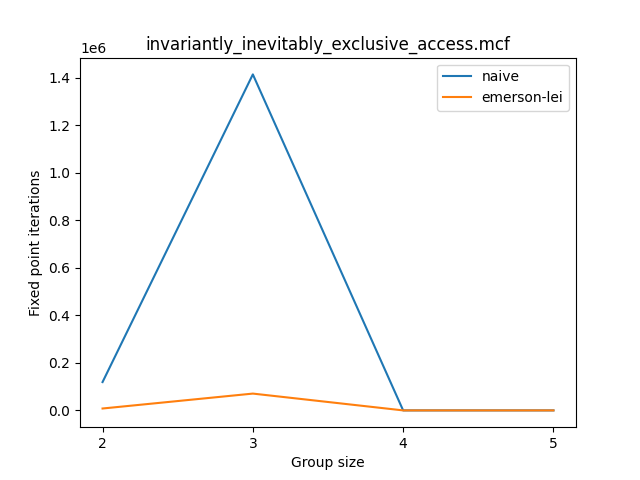 invariantly_inevitably_exclusive_access.mcf
1e6
naive
emerson-lei
Fixed point iterations
1.4
1.2
1.0
0.8
0.6
0.4
0.2
0.0
2 3 4 5
Group size